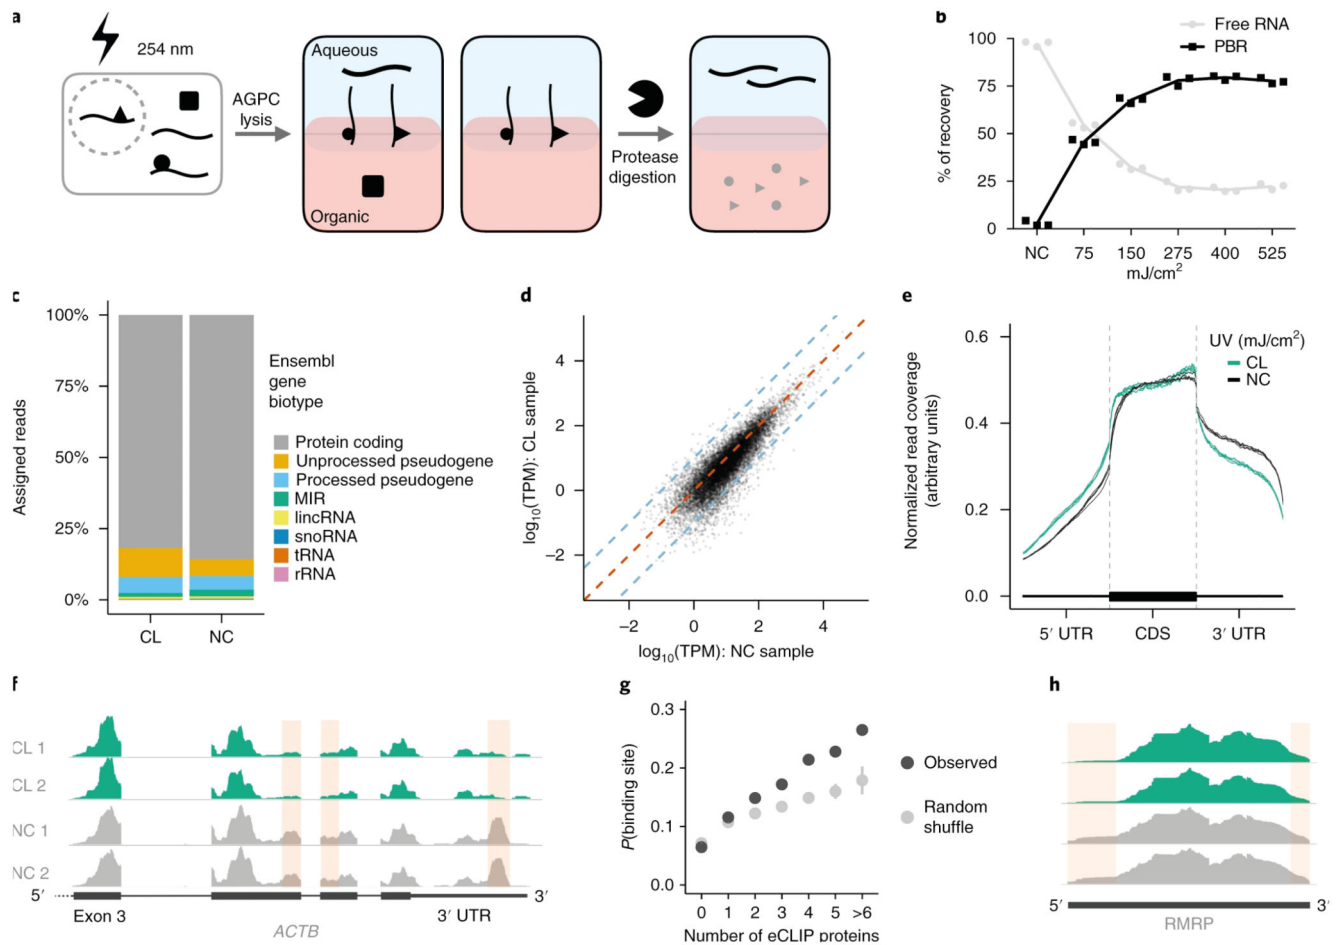 a
254 nm
AGPC
lysis
Aqueous
Organic
Protease
digestion
b
Free RNA
PBR
% of recovery
100
75
50
25
0
NC
75
150
275
400
525
mJ/cm²
c
Assigned reads
100%
75%
50%
25%
0%
CL
NC
Ensembl
gene
biotype
Protein coding
Unprocessed pseudogene
Processed pseudogene
MIR
lincRNA
snoRNA
tRNA
rRNA
d
log₁₀(TPM): CL sample
4
2
0
−2
−2
0
2
4
log₁₀(TPM): NC sample
e
Normalized read coverage
(arbitrary units)
0.6
0.4
0.2
0.0
UV (mJ/cm²)
CL
NC
5′ UTR
CDS
3′ UTR
f
CL 1
CL 2
NC 1
NC 2
5′
3′
Exon 3
3′ UTR
ACTB
g
P(binding site)
0.3
0.2
0.1
0.0
0
1
2
3
4
5
>6
Number of eCLIP proteins
Observed
Random
shuffle
h
5′
3′
RMRP